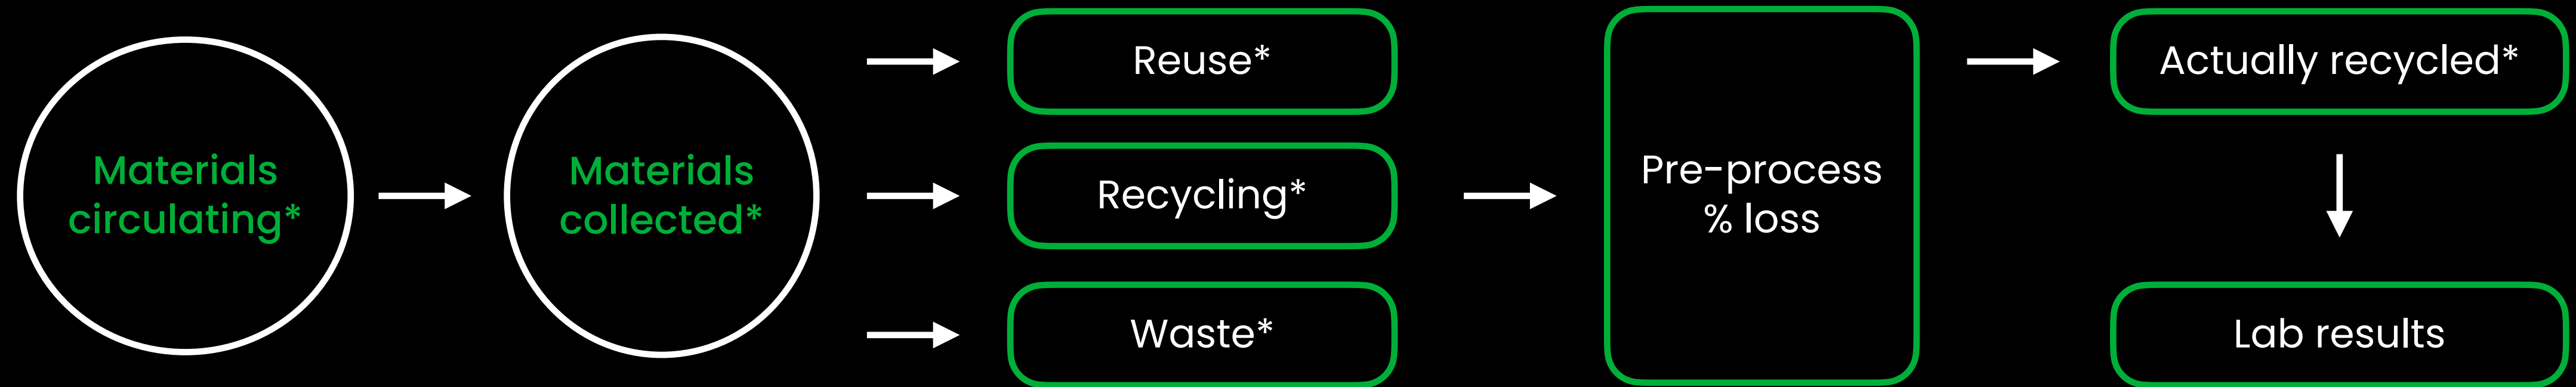 Materials
circulating*
Materials
collected*
Reuse*
Recycling*
Waste*
Pre-process
% loss
Actually recycled*
Lab results